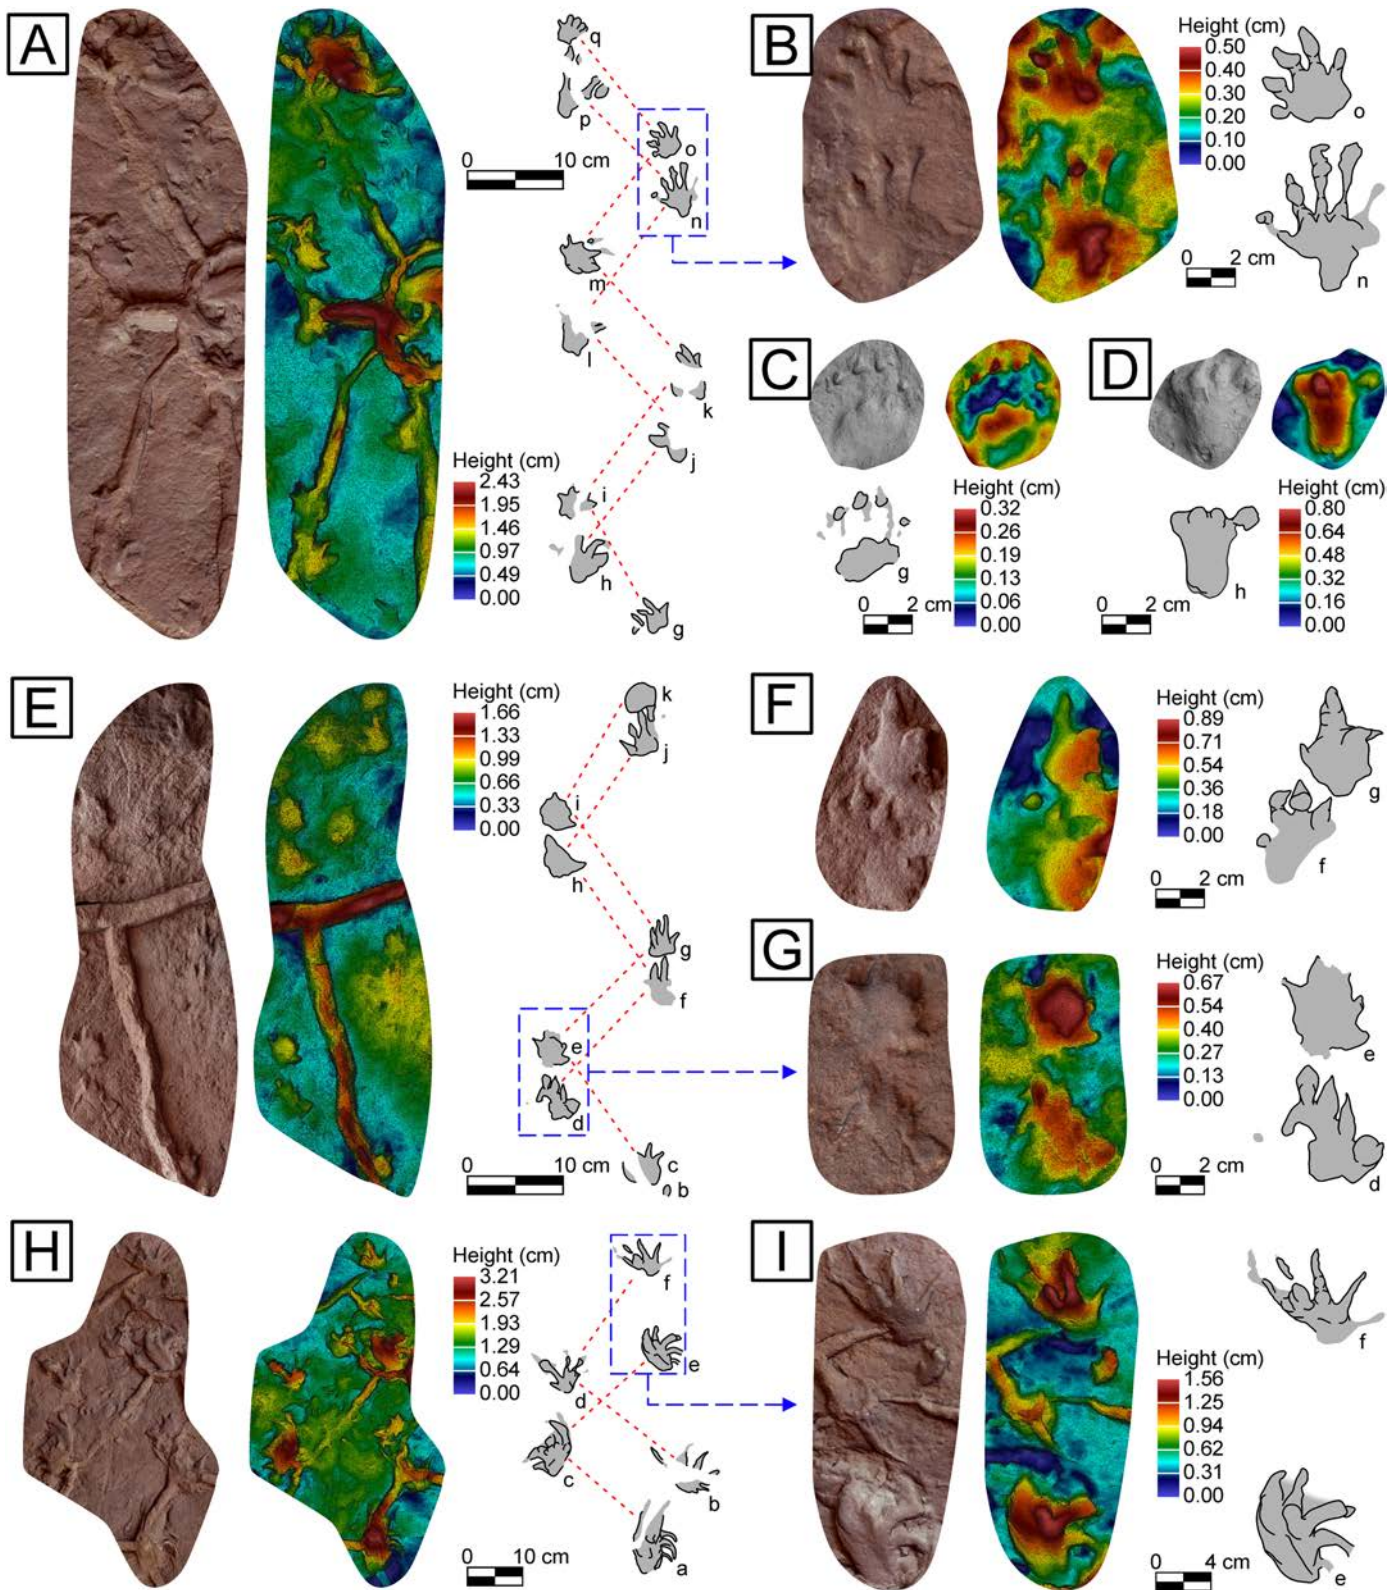 A
q
p
0 10 cm
o
n
m
l
k
j
i
h
g
Height (cm)
2.43
1.95
1.46
0.97
0.49
0.00
B
Height (cm)
0.50
0.40
0.30
0.20
0.10
0.00
o
0 2 cm
n
C
g
0 2 cm
Height (cm)
0.32
0.26
0.19
0.13
0.06
0.00
D
h
0 2 cm
Height (cm)
0.80
0.64
0.48
0.32
0.16
0.00
E
Height (cm)
1.66
1.33
0.99
0.66
0.33
0.00
k
j
i
h
g
f
e
d
c
b
0 10 cm
F
Height (cm)
0.89
0.71
0.54
0.36
0.18
0.00
g
f
0 2 cm
G
Height (cm)
0.67
0.54
0.40
0.27
0.13
0.00
e
d
0 2 cm
H
Height (cm)
3.21
2.57
1.93
1.29
0.64
0.00
f
e
d
c
b
a
0 10 cm
I
f
Height (cm)
1.56
1.25
0.94
0.62
0.31
0.00
e
0 4 cm